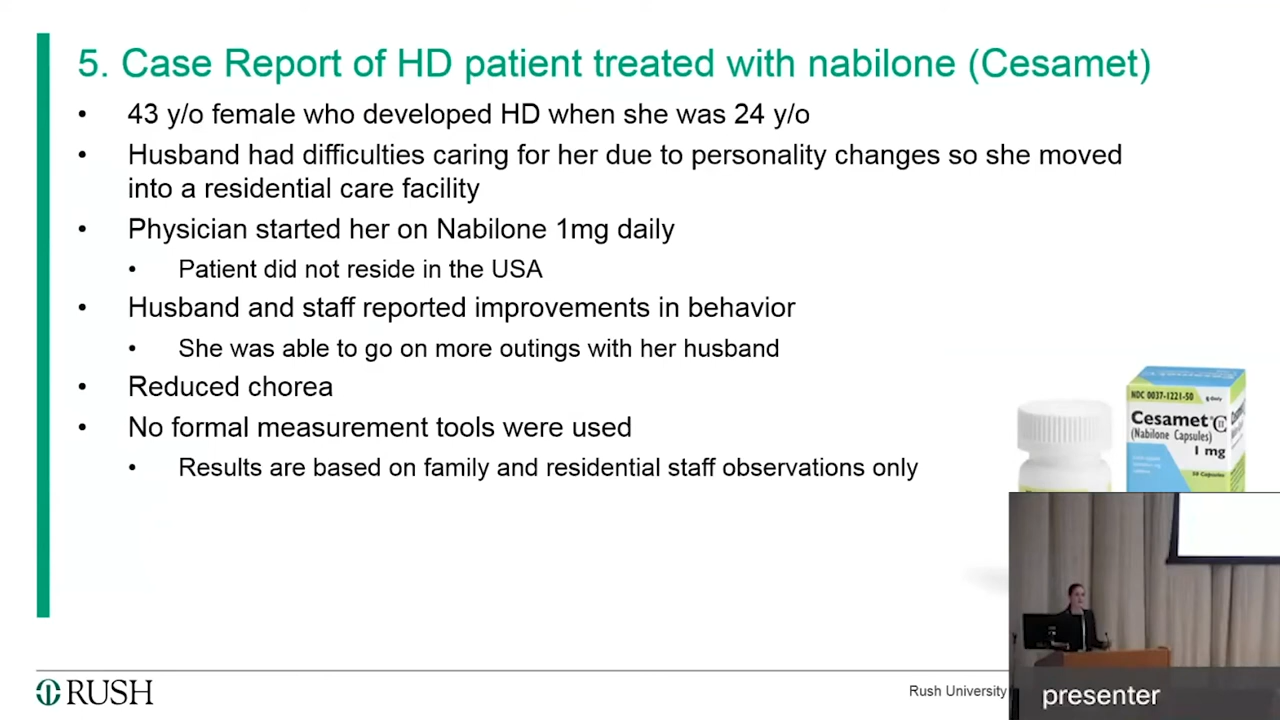 5. Case Report of HD patient treated with nabilone (Cesamet)
• 43 y/o female who developed HD when she was 24 y/o
• Husband had difficulties caring for her due to personality changes so she moved
into a residential care facility
• Physician started her on Nabilone 1mg daily
• Patient did not reside in the USA
• Husband and staff reported improvements in behavior
• She was able to go on more outings with her husband
• Reduced chorea
• No formal measurement tools were used
• Results are based on family and residential staff observations only
NDC 0037-1221-50
Cesamet
(Nabilone Capsules)
1 mg
RUSH
Rush University
presenter